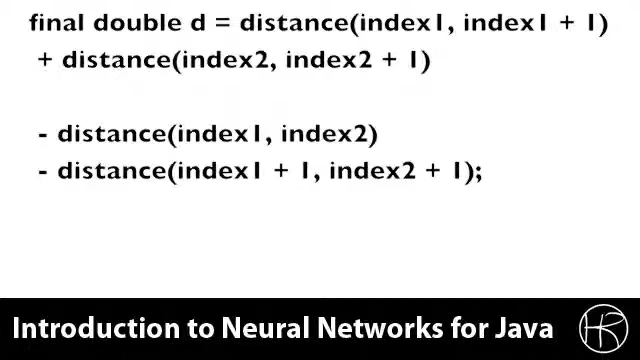 final double d = distance(index1, index1 + 1)
+ distance(index2, index2 + 1)
- distance(index1, index2)
- distance(index1 + 1, index2 + 1);
Introduction to Neural Networks for Java
HR